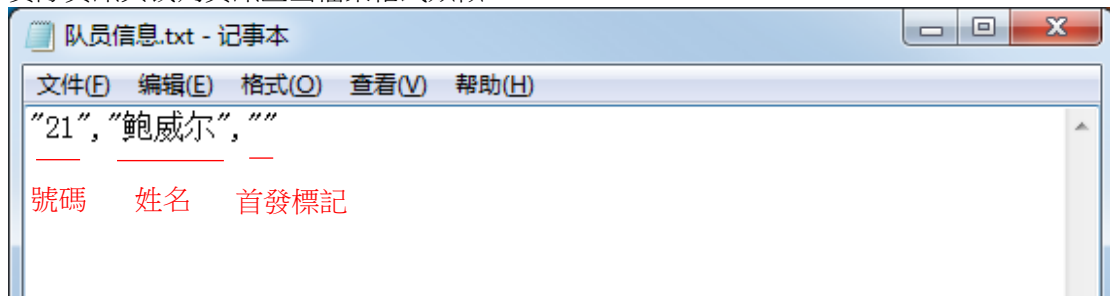 队员信息.txt - 记事本
文件(F) 编辑(E) 格式(O) 查看(V) 帮助(H)
"21","鲍威尔",""
號碼 姓名 首發標記